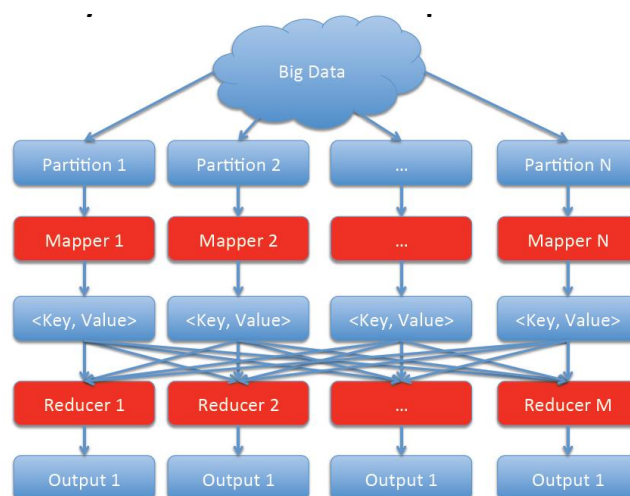 Big Data
Partition 1 Partition 2 ... Partition N
Mapper 1 Mapper 2 ... Mapper N
<Key, Value> <Key, Value> <Key, Value> <Key, Value>
Reducer 1 Reducer 2 ... Reducer M
Output 1 Output 1 Output 1 Output 1